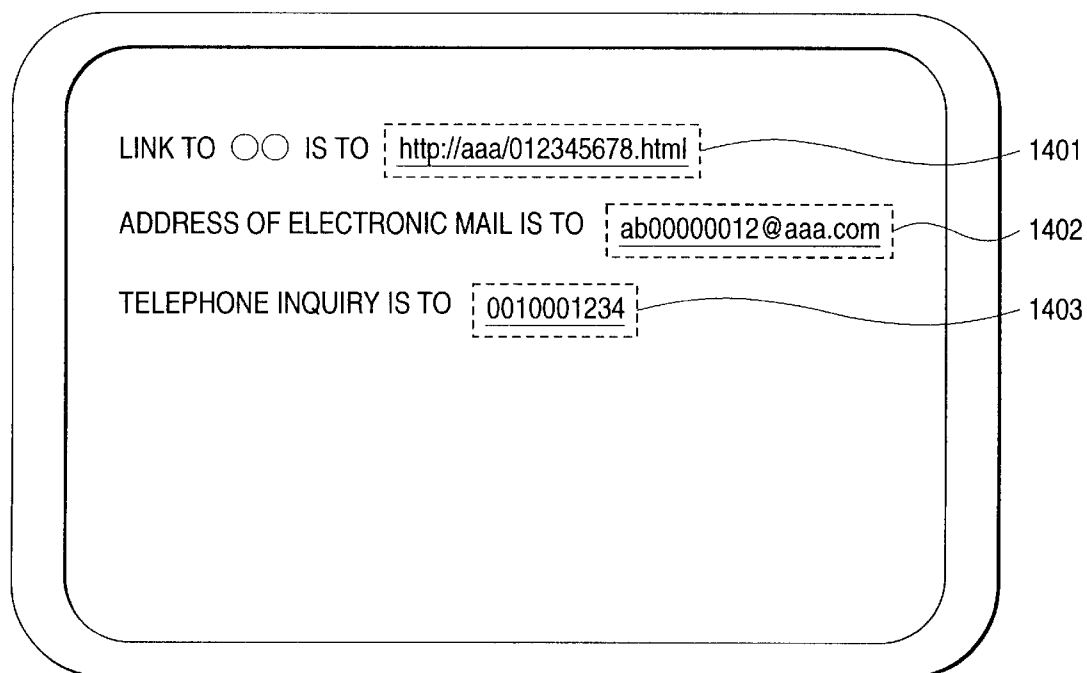 LINK TO ○○ IS TO http://aaa/012345678.html 1401
ADDRESS OF ELECTRONIC MAIL IS TO ab00000012@aaa.com 1402
TELEPHONE INQUIRY IS TO 0010001234 1403